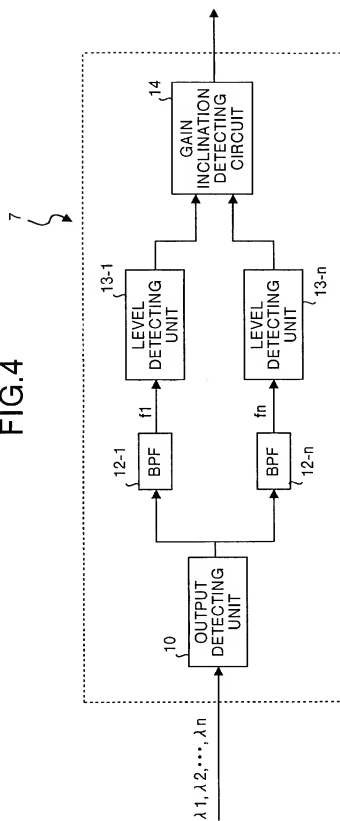 FIG.4
7
λ1, λ2, •••, λn
10
OUTPUT
DETECTING
UNIT
12-1
BPF
f1
13-1
LEVEL
DETECTING
UNIT
12-n
BPF
fn
13-n
LEVEL
DETECTING
UNIT
14
GAIN
INCLINATION
DETECTING
CIRCUIT